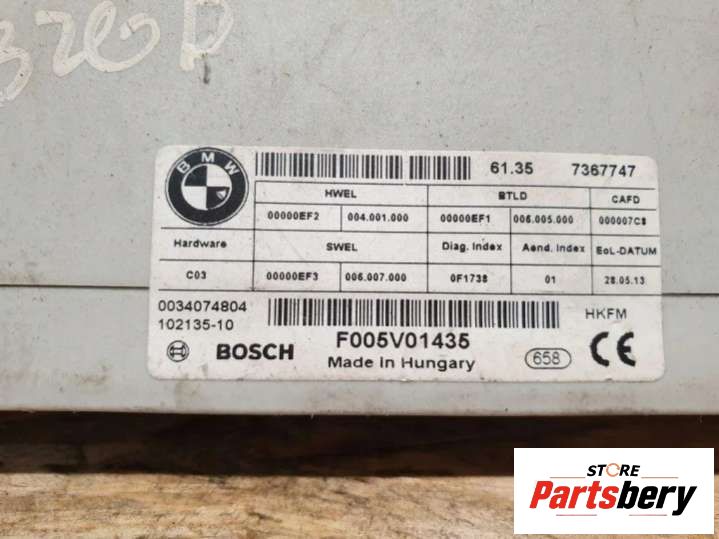 320D
BMW
61.35 7367747
HWEL BTLD CAFD
00000EF2 004.001.000 00000EF1 006.005.000 000007C8
Hardware SWEL Diag. Index Aend. Index EoL-DATUM
C03 00000EF3 006.007.000 0F1738 01 28.05.13
0034074804
102135-10
HKFM
BOSCH F005V01435
Made In Hungary
658 CE
STORE
Partsbery